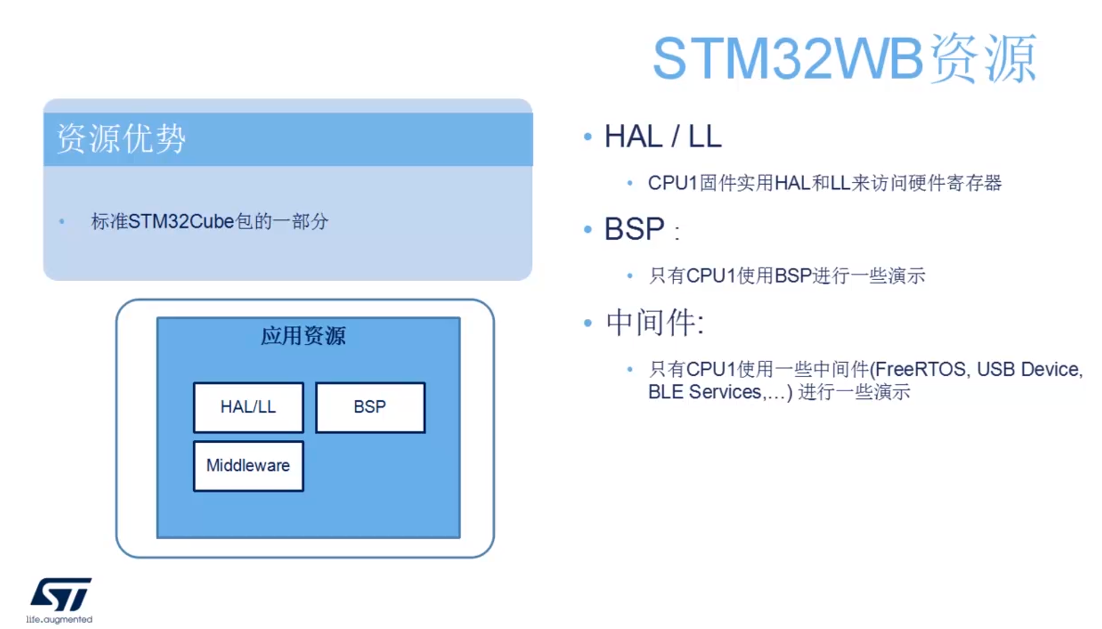 STM32WB资源
资源优势
• 标准STM32Cube包的一部分
应用资源
HAL/LL
BSP
Middleware
• HAL / LL
• CPU1固件实用HAL和LL来访问硬件寄存器
• BSP :
• 只有CPU1使用BSP进行一些演示
• 中间件:
• 只有CPU1使用一些中间件(FreeRTOS, USB Device,
BLE Services,…) 进行一些演示
ST
life.augmented